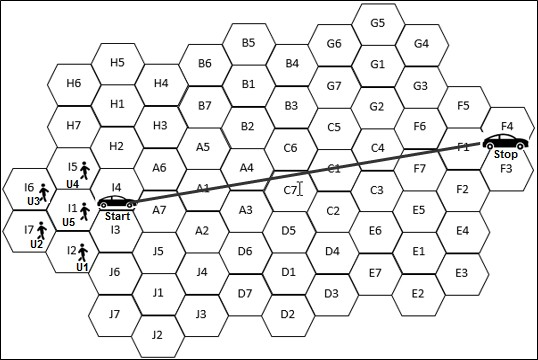 G5
B5 G6 G4
H5 B6 B4 G1
H6 H4 B1 G7 G3
H1 B7 B3 G2 F5
H7 H3 B2 C5 F6 F4
H2 A5 C6 C4 F1
Stop
I5 A6 A4 C1 F7 F3
U4
I6 I4 A1 C7 C3 F2
U3
I1 A7 A3 C2 E5
U5 Start
I7 I3 A2 D5 E6 E4
U2
I2 J5 D6 D4 E1
U1
J6 J4 D1 E7 E3
J1 D7 D3 E2
J7 J3 D2
J2